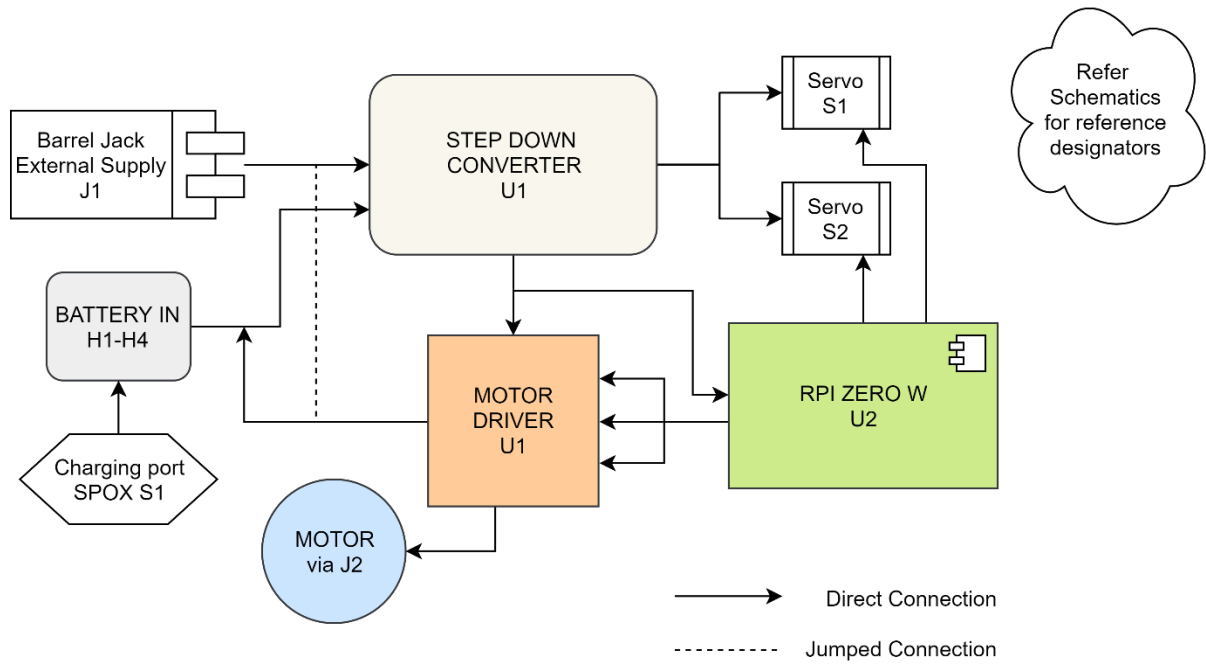 Barrel Jack
External Supply
J1
STEP DOWN
CONVERTER
U1
Servo
S1
Servo
S2
Refer
Schematics
for reference
designators
BATTERY IN
H1-H4
Charging port
SPOX S1
MOTOR
DRIVER
U1
RPI ZERO W
U2
MOTOR
via J2
Direct Connection
Jumped Connection